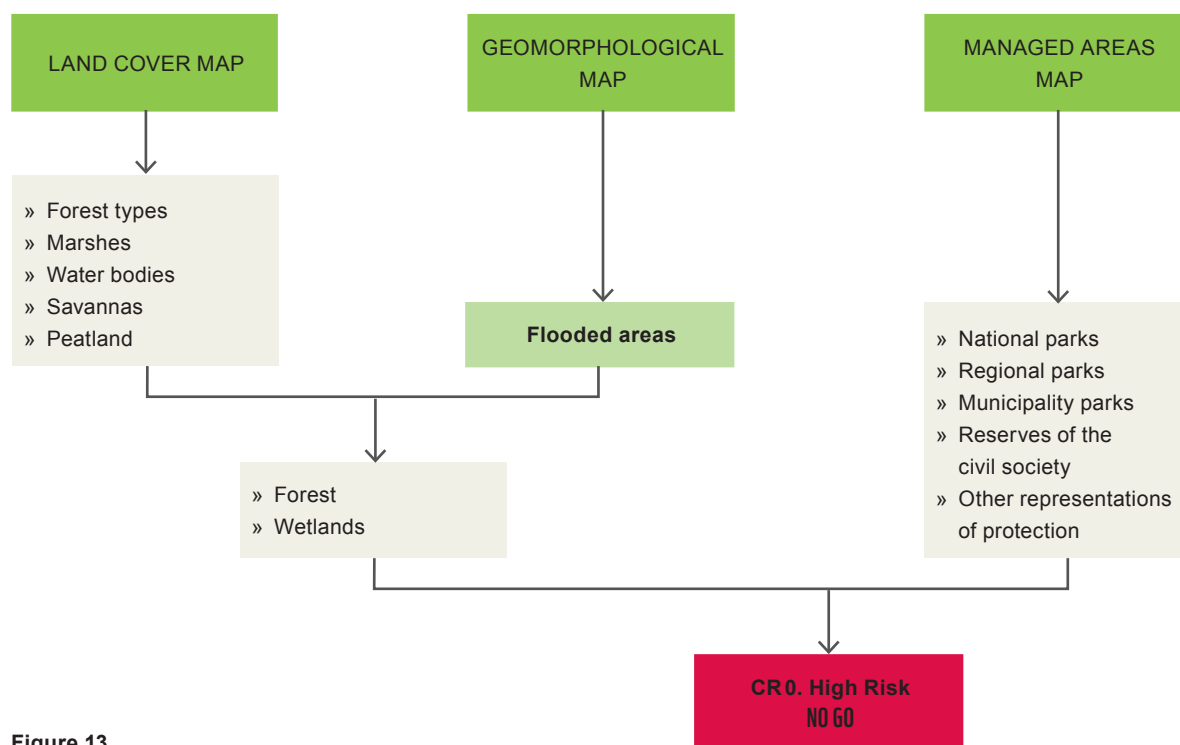 LAND COVER MAP
GEOMORPHOLOGICAL
MAP
MANAGED AREAS
MAP
» Forest types
» Marshes
» Water bodies
» Savannas
» Peatland
Flooded areas
» National parks
» Regional parks
» Municipality parks
» Reserves of the
civil society
» Other representations
of protection
» Forest
» Wetlands
CR0. High Risk
NO GO
Figure 13